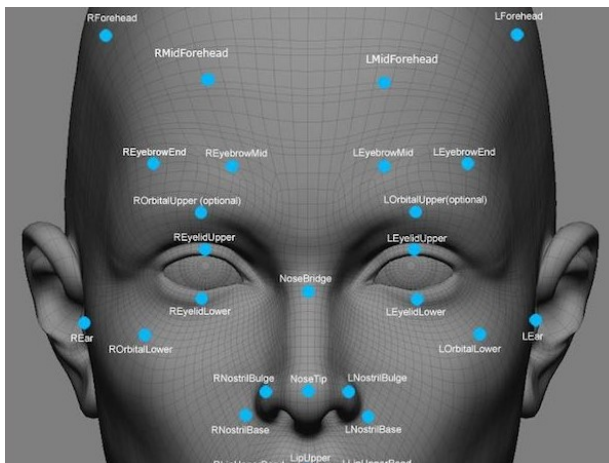 RForehead
LForehead
RMidForehead
LMidForehead
REyebrowEnd
REyebrowMid
LEyebrowMid
LEyebrowEnd
ROrbitalUpper (optional)
LOrbitalUpper(optional)
REyelidUpper
LEyelidUpper
NoseBridge
REyelidLower
LEyelidLower
REar
LEar
ROrbitalLower
LOrbitalLower
RNostrilBulge
NoseTip
LNostrilBulge
RNostrilBase
LNostrilBase
LipUpper